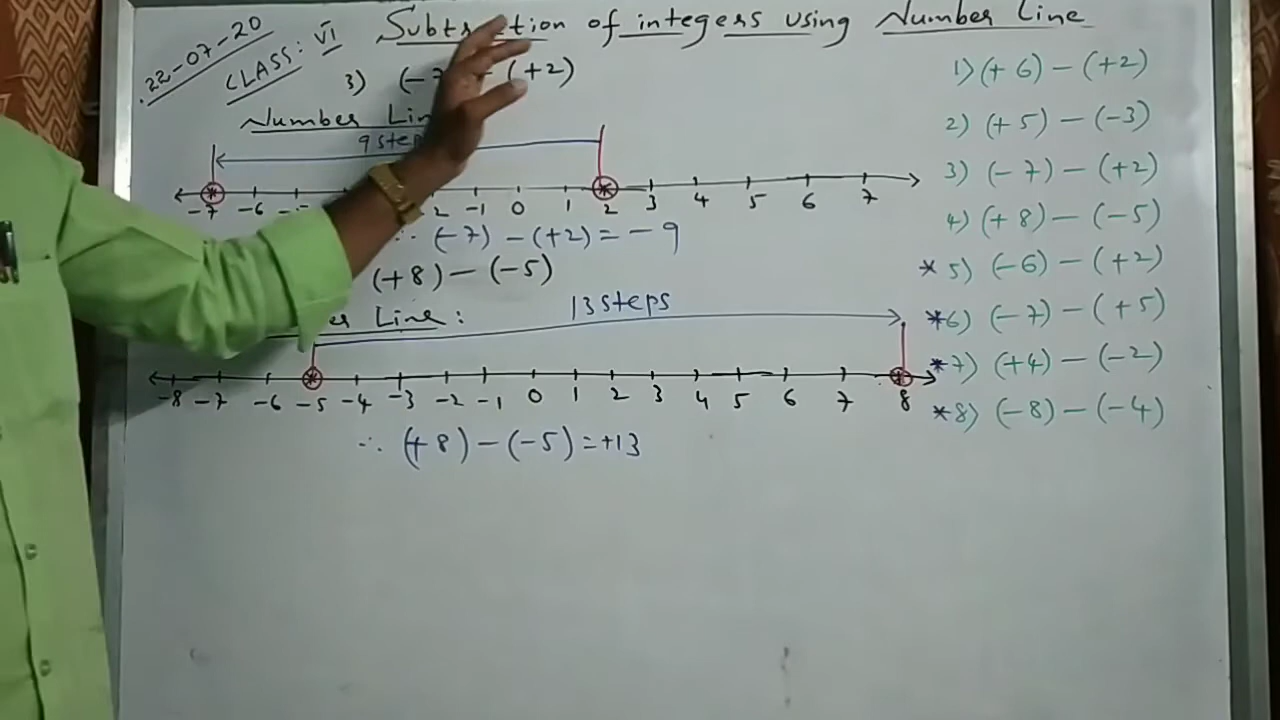 22-07-20
CLASS: VI
Subtraction of integers using Number Line
3) (-7) - (+2)
Number Line
9 steps
-7 -6 -2 -1 0 1 2 3 4 5 6 7
∴ (-7) - (+2) = -9
(+8) - (-5)
Line:
13 steps
-8 -7 -6 -5 -4 -3 -2 -1 0 1 2 3 4 5 6 7 8
∴ (+8) - (-5) = +13
1) (+6) - (+2)
2) (+5) - (-3)
3) (-7) - (+2)
4) (+8) - (-5)
* 5) (-6) - (+2)
* 6) (-7) - (+5)
* 7) (+4) - (-2)
* 8) (-8) - (-4)